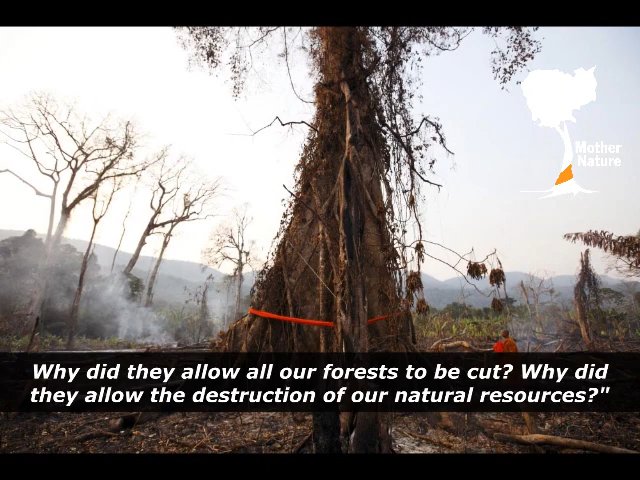 Mother
Nature
Why did they allow all our forests to be cut? Why did
they allow the destruction of our natural resources?"